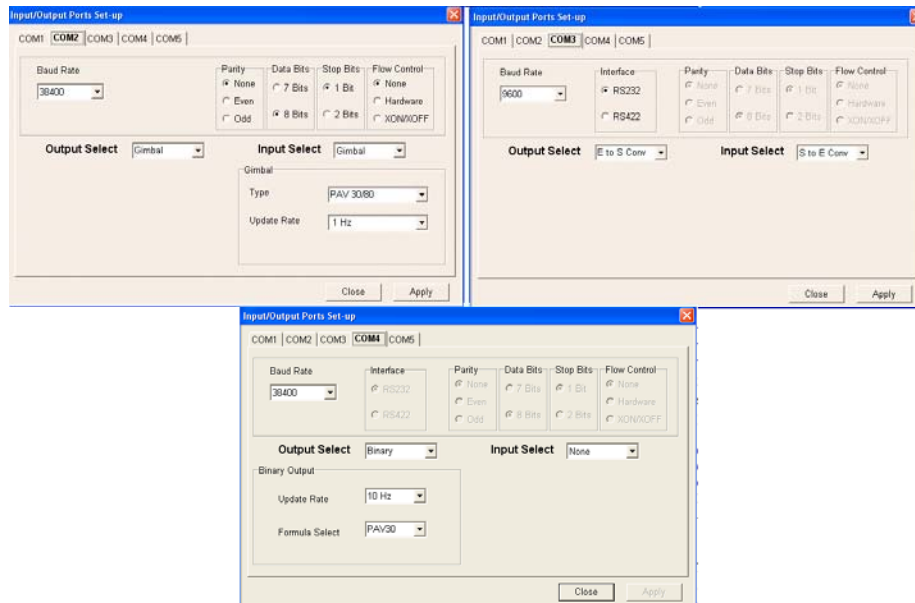 Input/Output Ports Set-up
COM1 COM2 COM3 COM4 COM5
Baud Rate
38400
Parity
None
Even
Odd
Data Bits
7 Bits
8 Bits
Stop Bits
1 Bit
2 Bits
Flow Control
None
Hardware
XON/XOFF
Output Select Gimbal
Input Select Gimbal
Gimbal
Type PAV 30/80
Update Rate 1 Hz
Close Apply
Input/Output Ports Set-up
COM1 COM2 COM3 COM4 COM5
Baud Rate
9600
Interface
RS232
RS422
Parity
None
Even
Odd
Data Bits
7 Bits
8 Bits
Stop Bits
1 Bit
2 Bits
Flow Control
None
Hardware
XON/XOFF
Output Select E to S Conv
Input Select S to E Conv
Close Apply
Input/Output Ports Set-up
COM1 COM2 COM3 COM4 COM5
Baud Rate
38400
Interface
RS232
RS422
Parity
None
Even
Odd
Data Bits
7 Bits
8 Bits
Stop Bits
1 Bit
2 Bits
Flow Control
None
Hardware
XON/XOFF
Output Select Binary
Input Select None
Binary Output
Update Rate 10 Hz
Formula Select PAV30
Close Apply